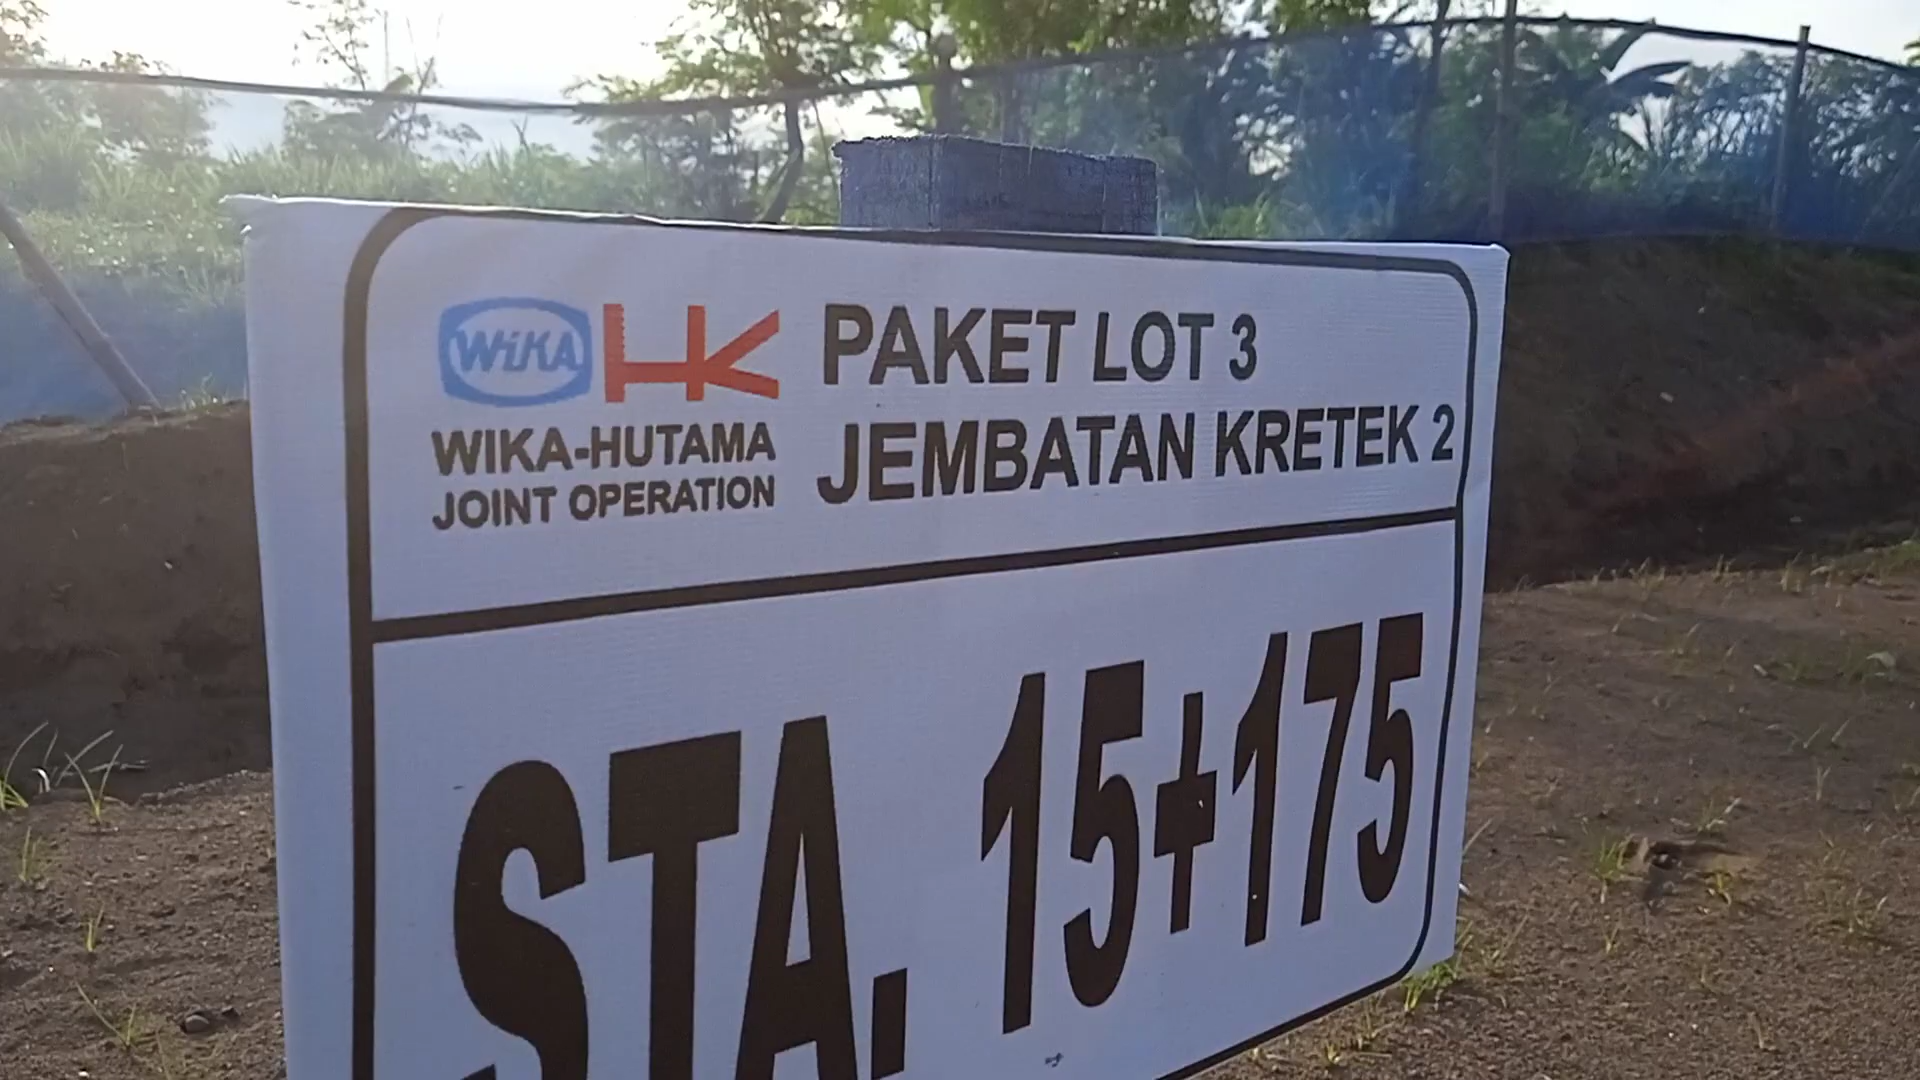 WiKA HK
WIKA-HUTAMA
JOINT OPERATION
PAKET LOT 3
JEMBATAN KRETEK 2
STA. 15+175